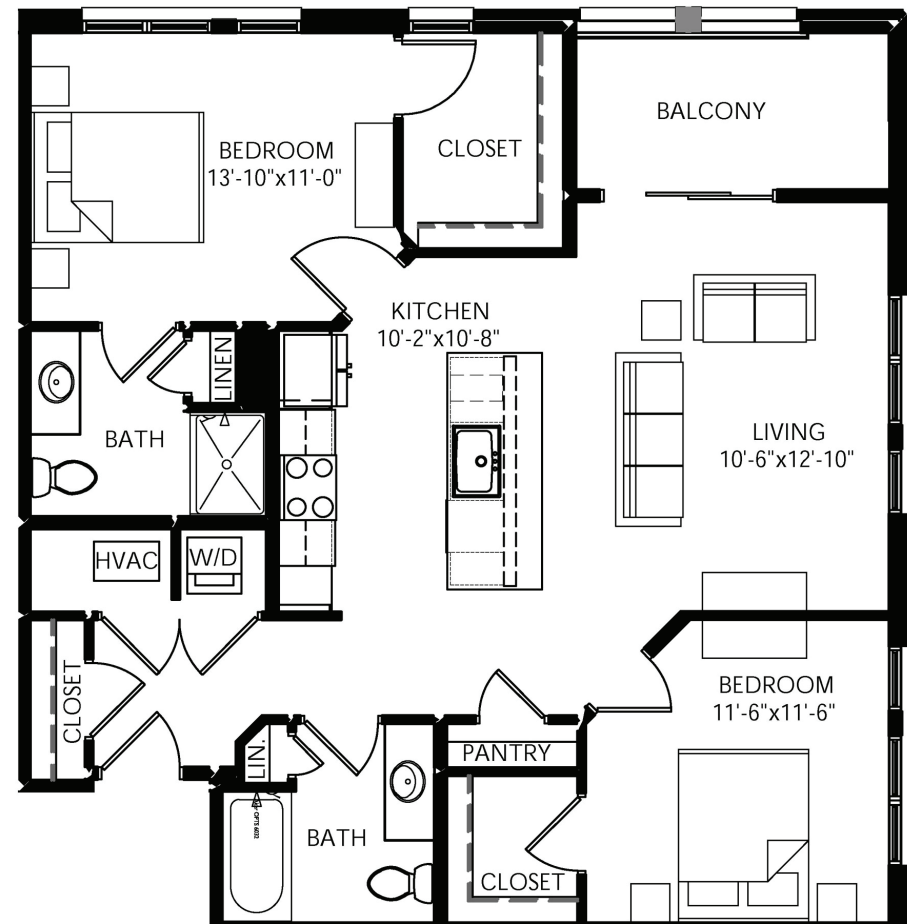 BALCONY
BEDROOM
13'-10"x11'-0"
CLOSET
KITCHEN
10'-2"x10'-8"
LINEN
BATH
LIVING
10'-6"x12'-10"
HVAC
W/D
CLOSET
BEDROOM
11'-6"x11'-6"
LIN.
PANTRY
BATH
CLOSET